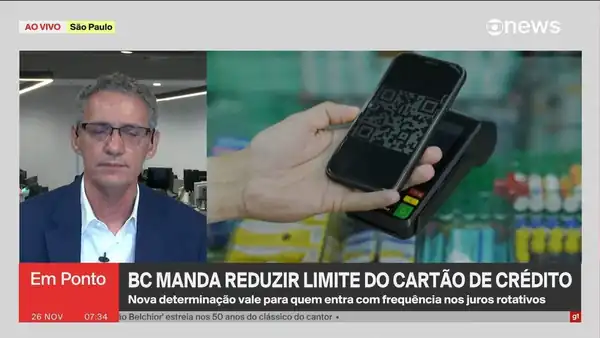 AO VIVO
São Paulo
news
Em Ponto
BC MANDA REDUZIR LIMITE DO CARTÃO DE CRÉDITO
Nova determinação vale para quem entra com frequência nos juros rotativos
26 NOV 07:34 io Belchior' estreia nos 50 anos do clássico do cantor • g1